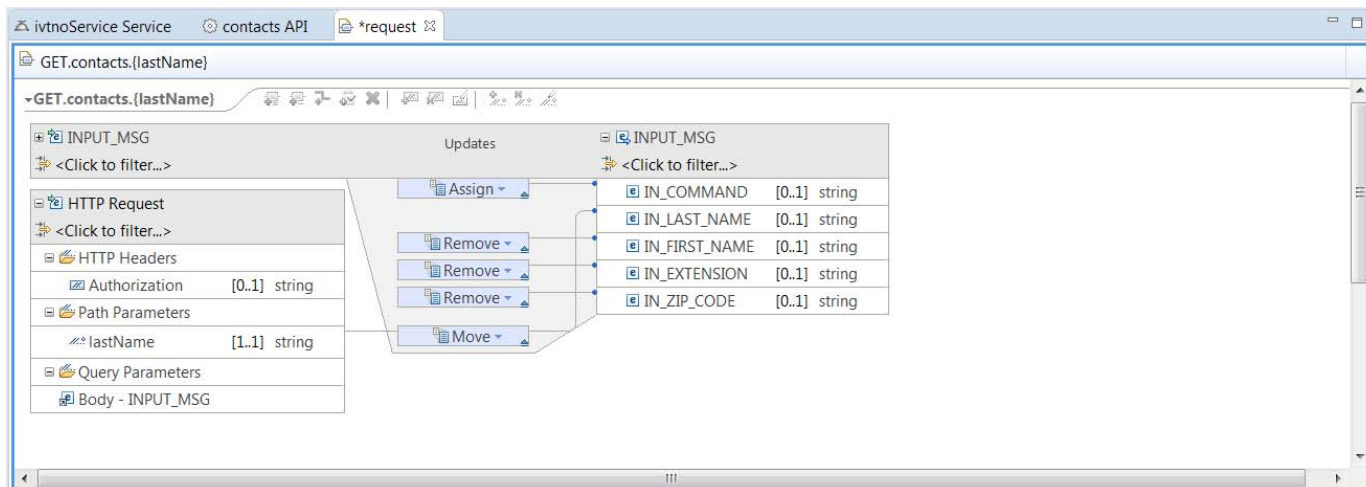 ivtnoService Service contacts API *request
GET.contacts.{lastName}
GET.contacts.{lastName}
INPUT_MSG
<Click to filter...>
HTTP Request
<Click to filter...>
HTTP Headers
Authorization [0..1] string
Path Parameters
lastName [1..1] string
Query Parameters
Body - INPUT_MSG
Updates
Assign
Remove
Remove
Remove
Move
INPUT_MSG
<Click to filter...>
IN_COMMAND [0..1] string
IN_LAST_NAME [0..1] string
IN_FIRST_NAME [0..1] string
IN_EXTENSION [0..1] string
IN_ZIP_CODE [0..1] string